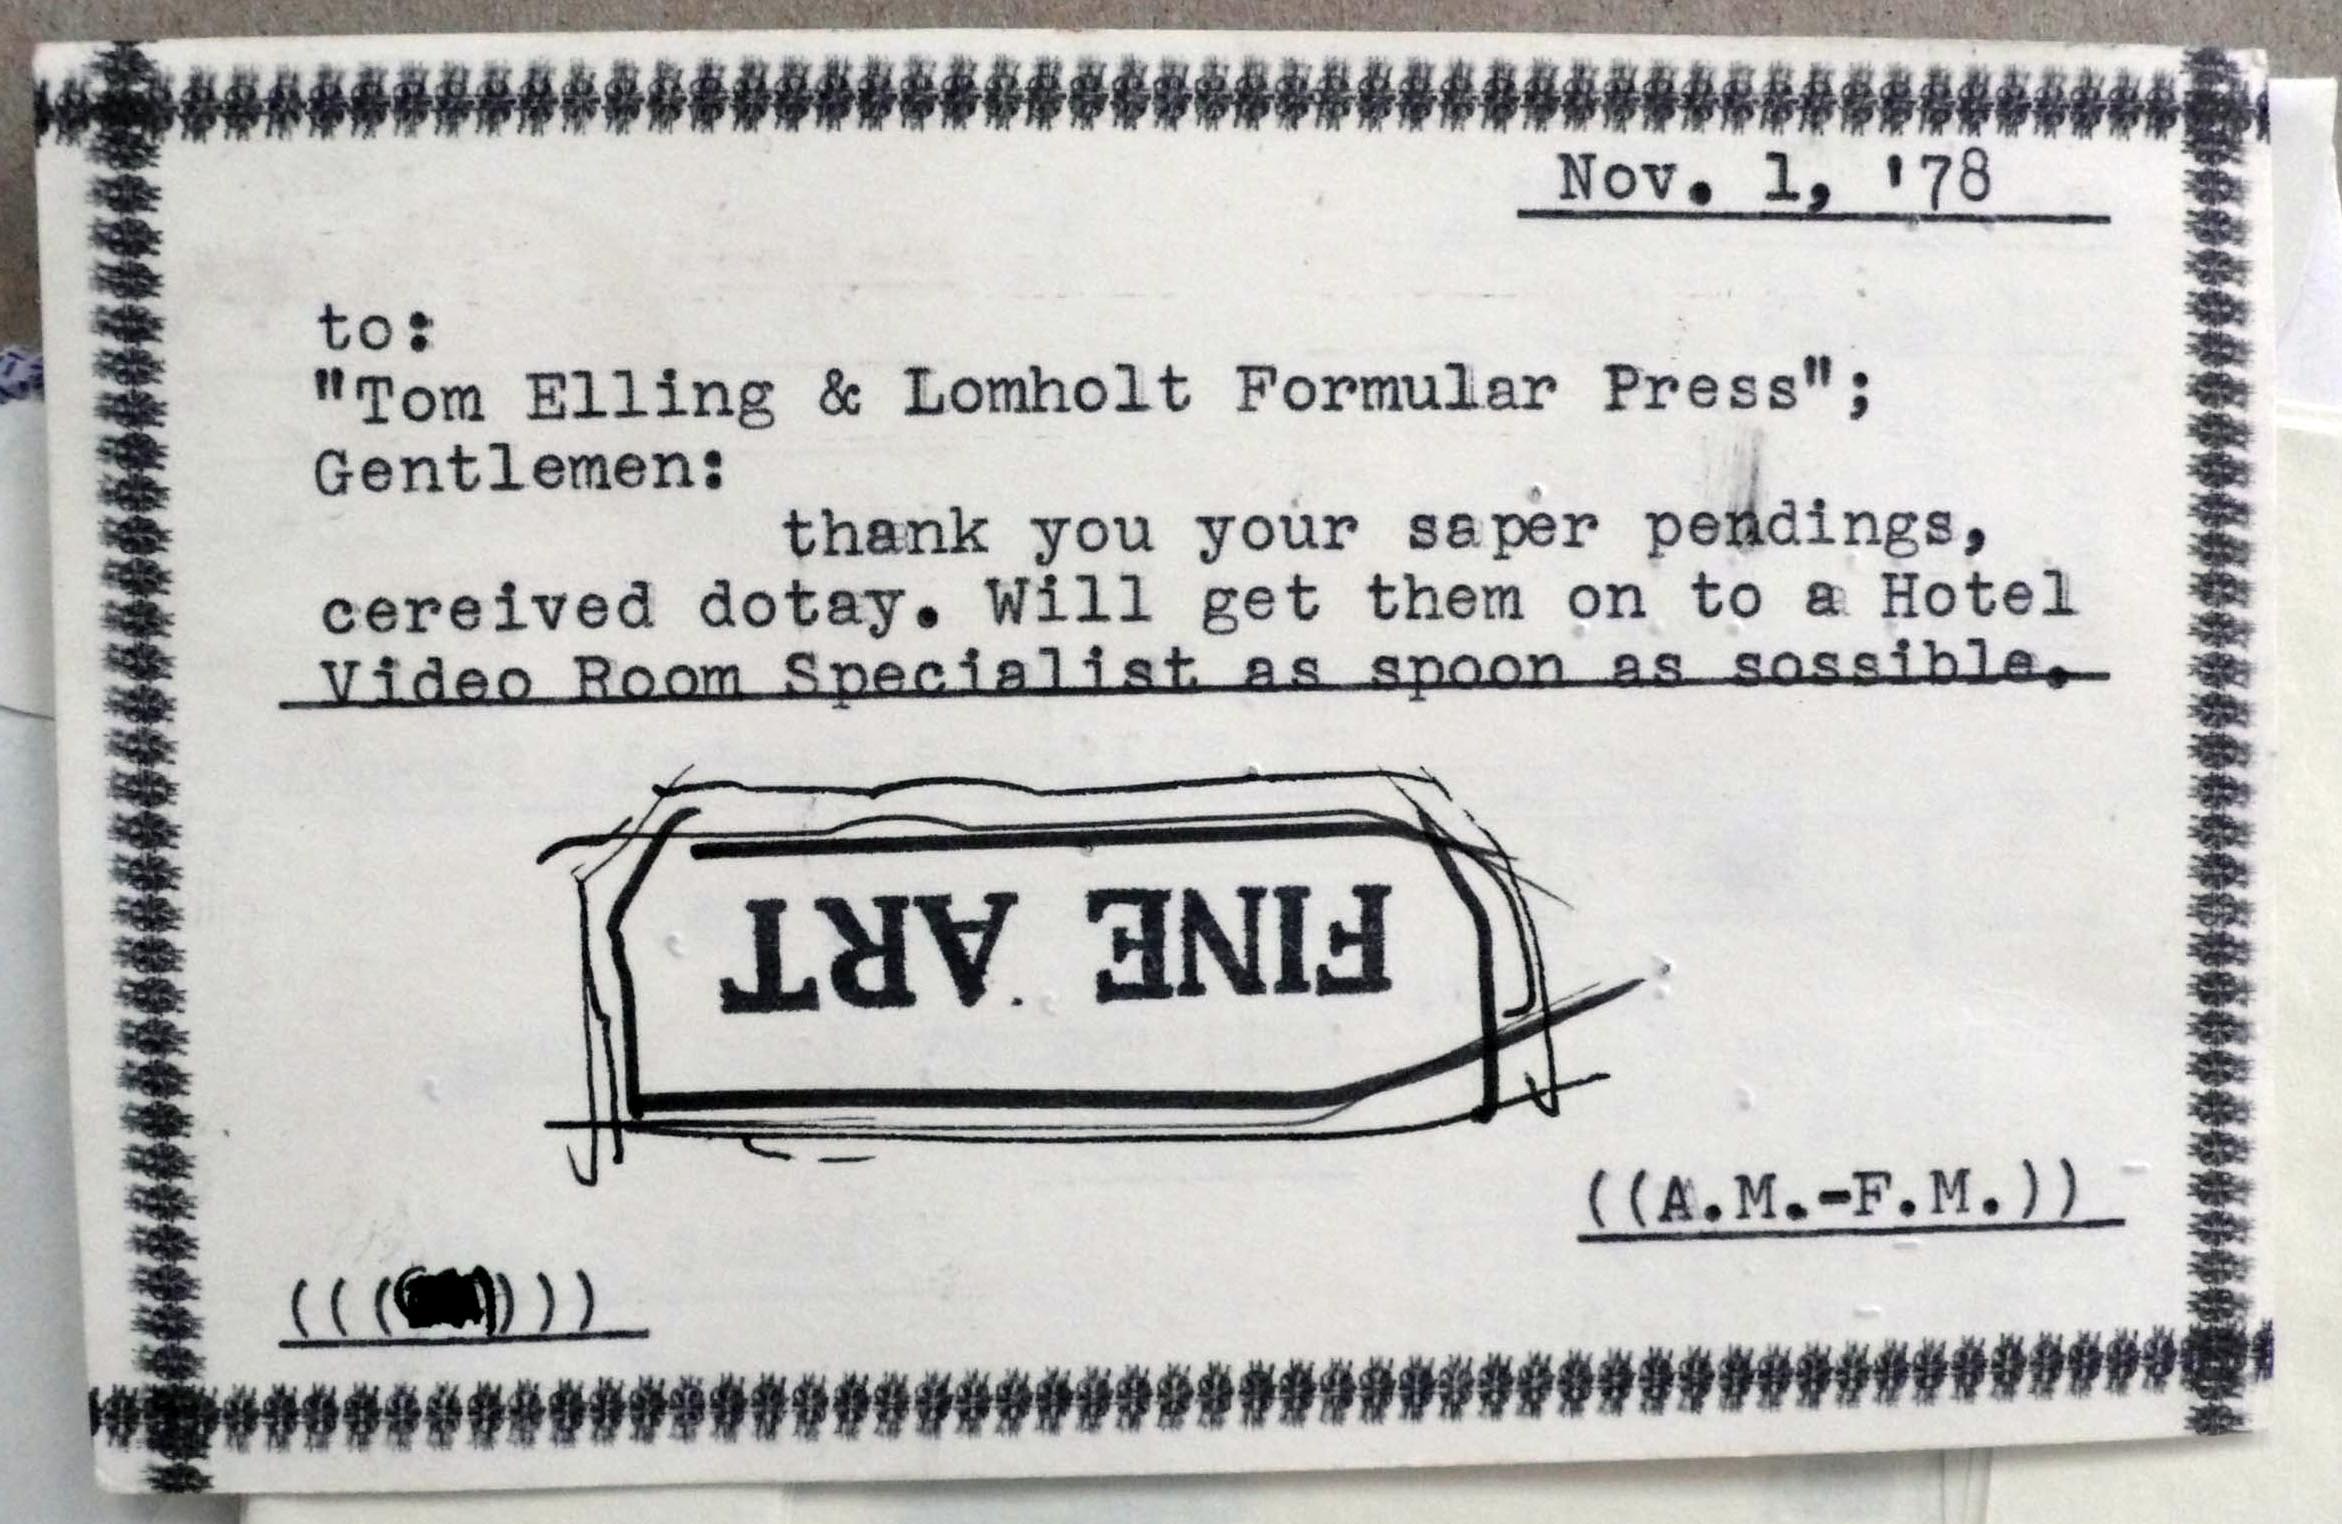 Nov. 1, '78
to:
"Tom Elling & Lomholt Formular Press";
Gentlemen:
thank you your saper pendings,
cereived dotay. Will get them on to a Hotel
Video Room Specialist as spoon as sossible.
FINE ART
((A.M.-F.M.))
((( )))